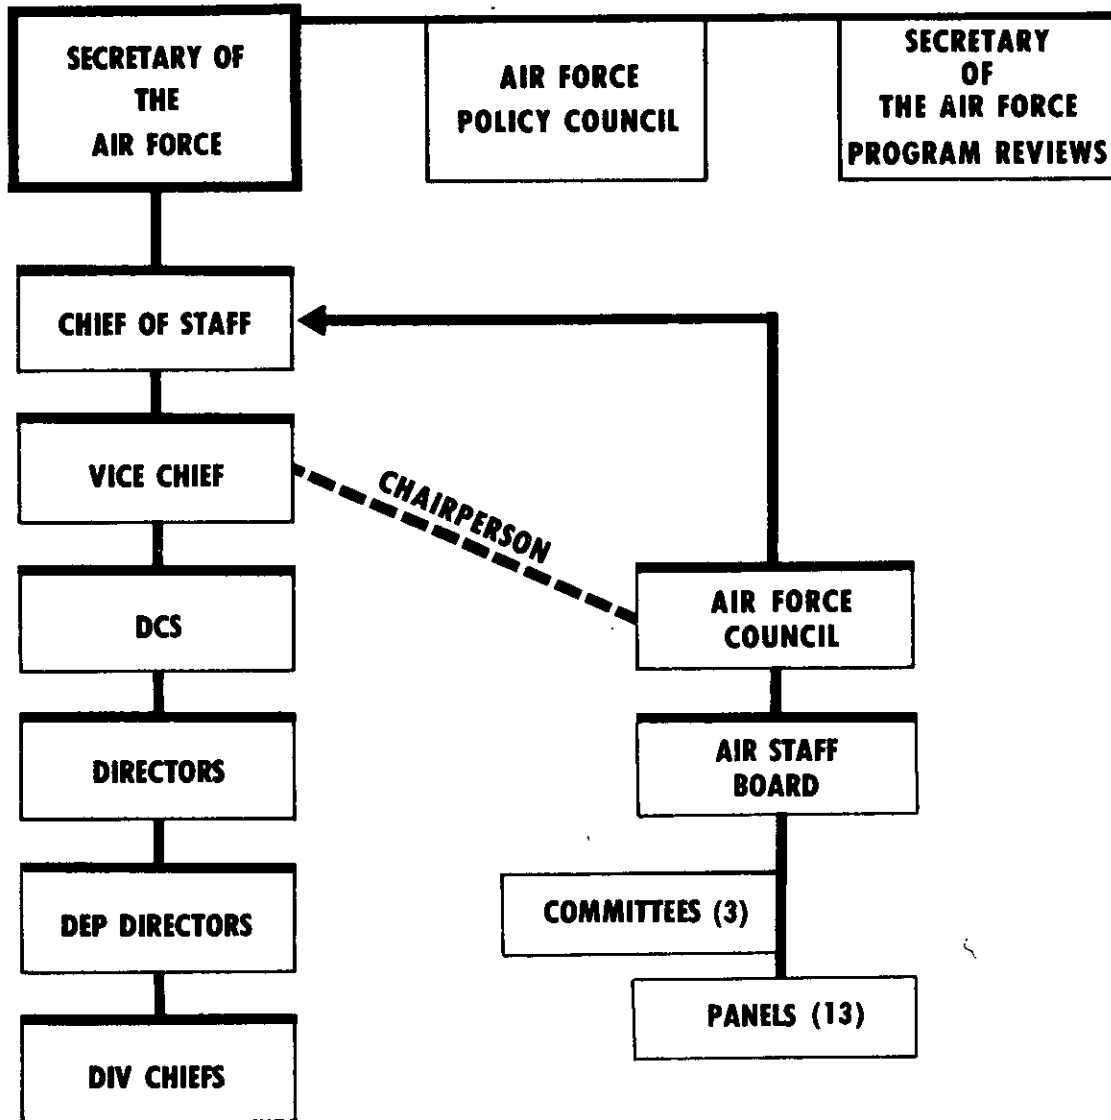 SECRETARY OF
THE
AIR FORCE
AIR FORCE
POLICY COUNCIL
SECRETARY
OF
THE AIR FORCE
PROGRAM REVIEWS
CHIEF OF STAFF
VICE CHIEF
CHAIRPERSON
DCS
AIR FORCE
COUNCIL
DIRECTORS
AIR STAFF
BOARD
DEP DIRECTORS
COMMITTEES (3)
PANELS (13)
DIV CHIEFS